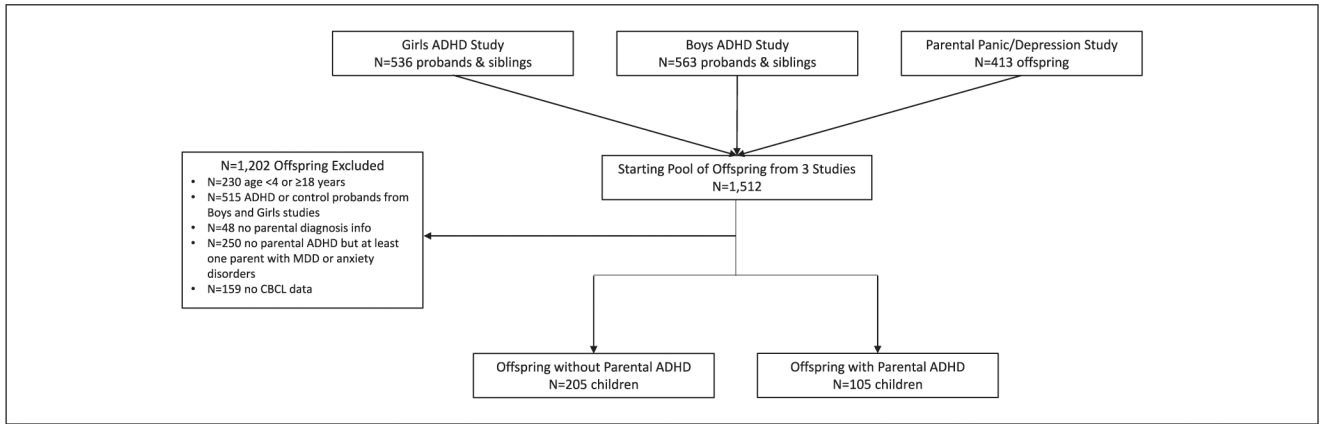 Girls ADHD Study
N=536 probands & siblings
Boys ADHD Study
N=563 probands & siblings
Parental Panic/Depression Study
N=413 offspring
Starting Pool of Offspring from 3 Studies
N=1,512
N=1,202 Offspring Excluded
• N=230 age <4 or ≥18 years
• N=515 ADHD or control probands from
Boys and Girls studies
• N=48 no parental diagnosis info
• N=250 no parental ADHD but at least
one parent with MDD or anxiety
disorders
• N=159 no CBCL data
Offspring without Parental ADHD
N=205 children
Offspring with Parental ADHD
N=105 children